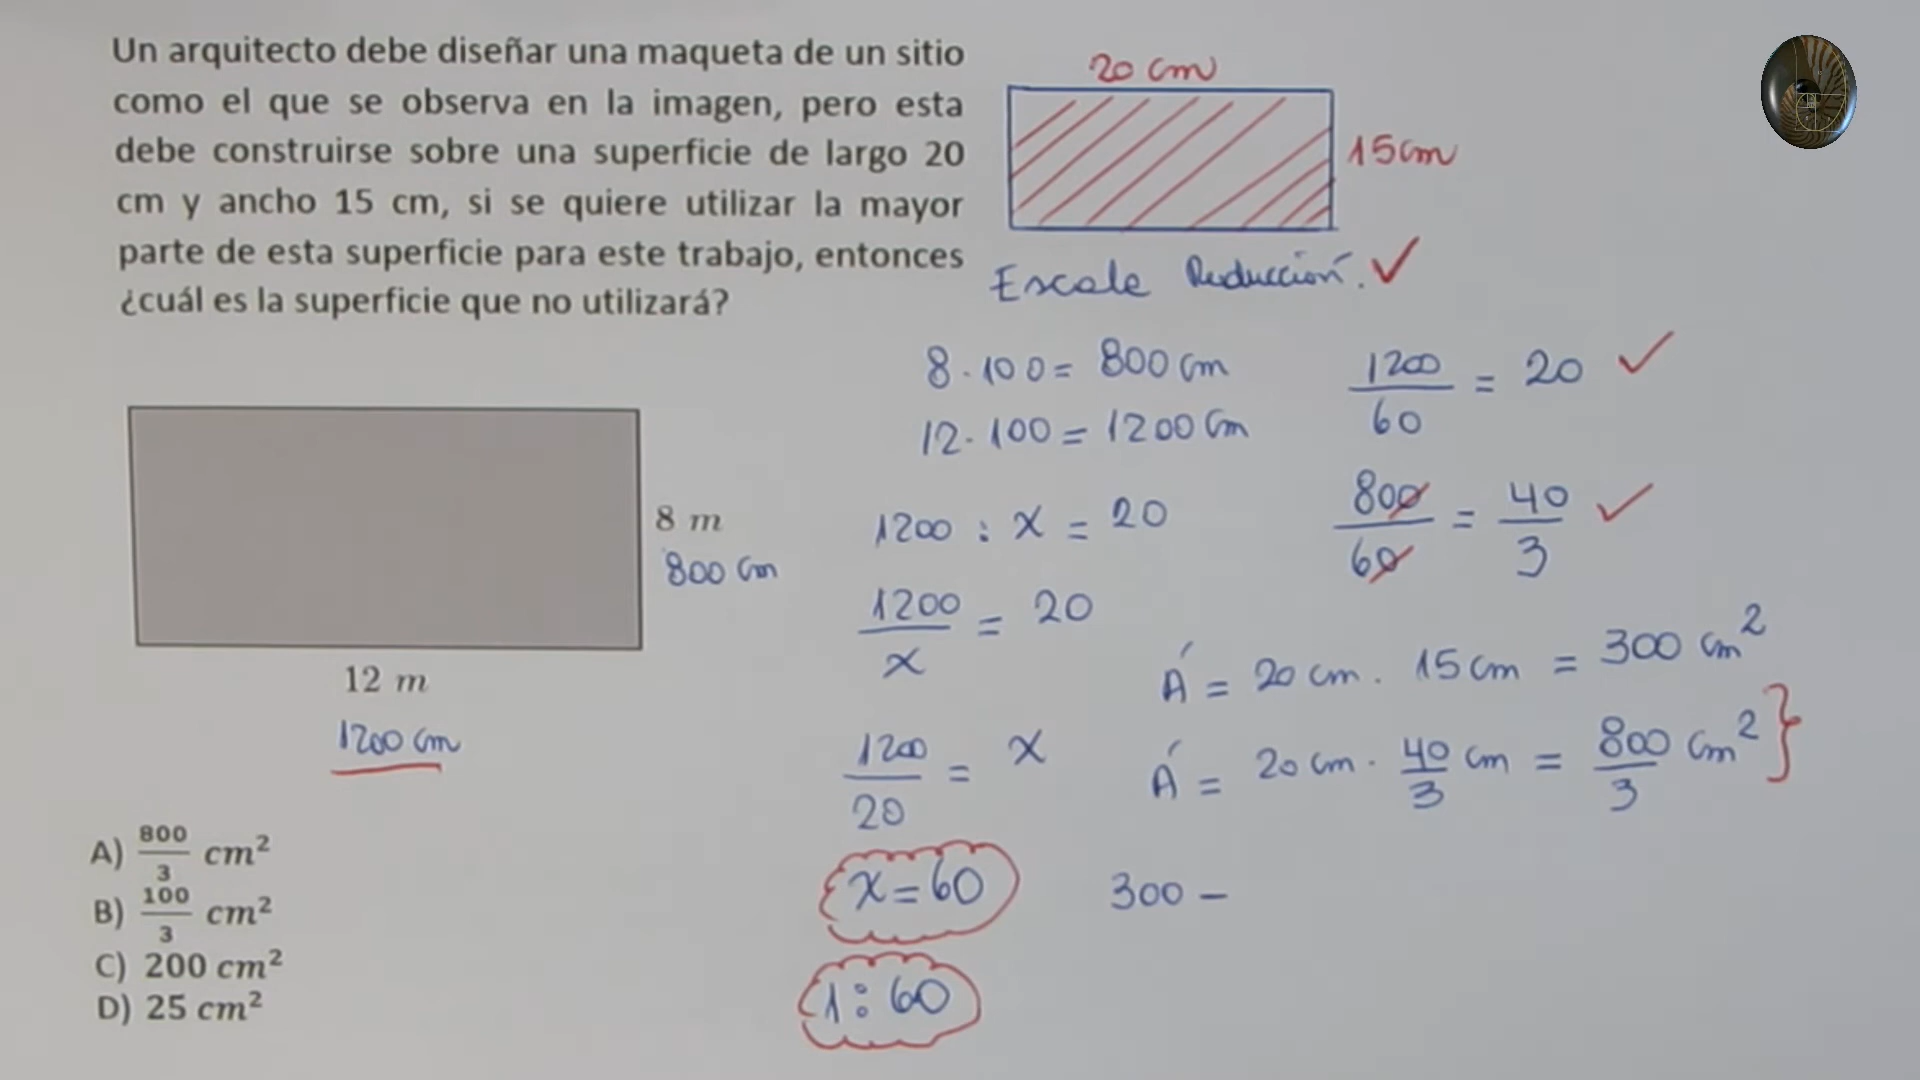 Un arquitecto debe diseñar una maqueta de un sitio
como el que se observa en la imagen, pero esta
debe construirse sobre una superficie de largo 20
cm y ancho 15 cm, si se quiere utilizar la mayor
parte de esta superficie para este trabajo, entonces
¿cuál es la superficie que no utilizará?
8 m
800 cm
12 m
1200 cm
A) 800/3 cm²
B) 100/3 cm²
C) 200 cm²
D) 25 cm²
20 cm
15 cm
Escala Reducción. ✓
8 · 100 = 800 cm
12 · 100 = 1200 cm
1200 : x = 20
1200/x = 20
1200/20 = x
x = 60
1 : 60
1200/60 = 20 ✓
800/60 = 40/3 ✓
Á = 20 cm · 15 cm = 300 cm²
Á = 20 cm · 40/3 cm = 800/3 cm² }
300 –